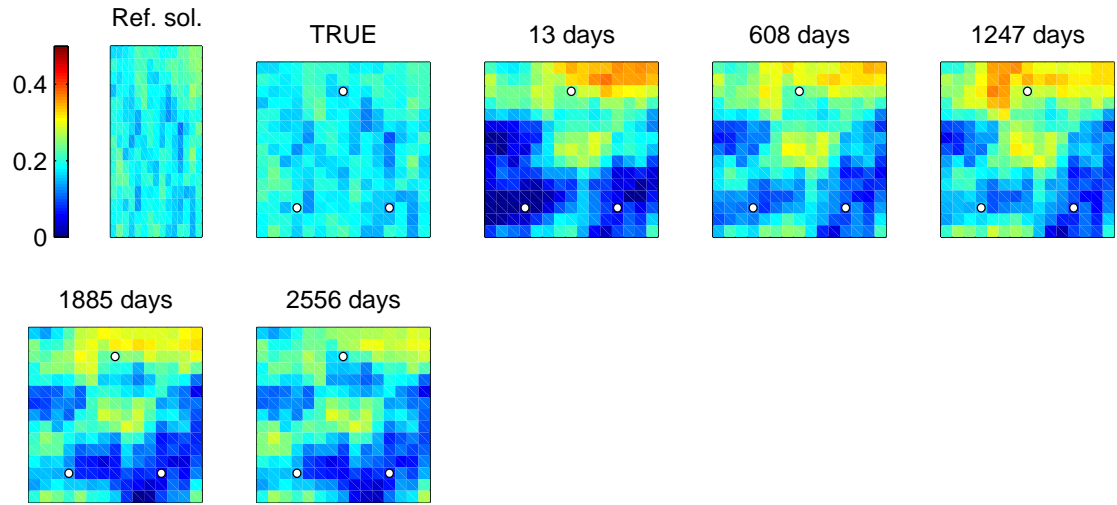 Ref. sol.
TRUE
13 days
608 days
1247 days
0.4
0.2
0
1885 days
2556 days